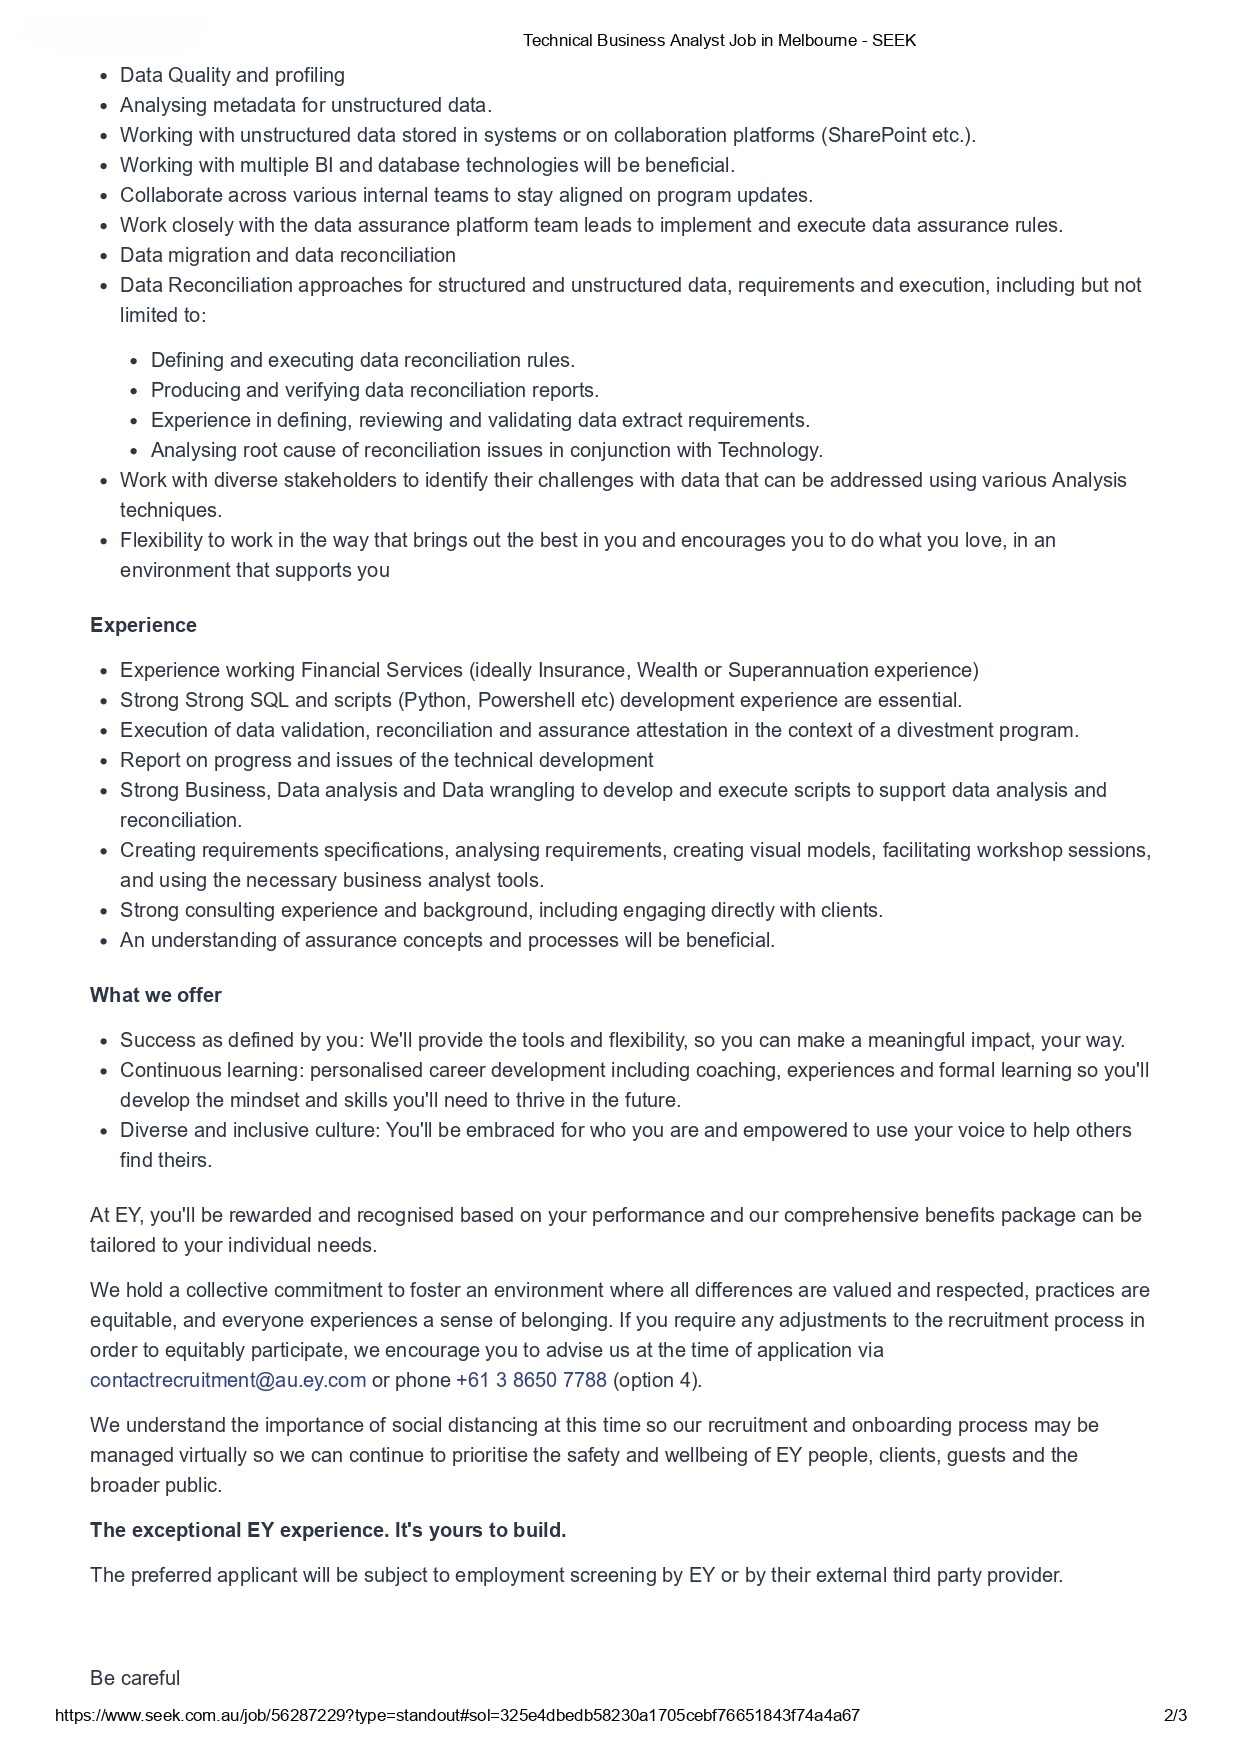 Technical Business Analyst Job in Melbourne - SEEK
• Data Quality and profiling
• Analysing metadata for unstructured data.
• Working with unstructured data stored in systems or on collaboration platforms (SharePoint etc.).
• Working with multiple BI and database technologies will be beneficial.
• Collaborate across various internal teams to stay aligned on program updates.
• Work closely with the data assurance platform team leads to implement and execute data assurance rules.
• Data migration and data reconciliation
• Data Reconciliation approaches for structured and unstructured data, requirements and execution, including but not
limited to:
• Defining and executing data reconciliation rules.
• Producing and verifying data reconciliation reports.
• Experience in defining, reviewing and validating data extract requirements.
• Analysing root cause of reconciliation issues in conjunction with Technology.
• Work with diverse stakeholders to identify their challenges with data that can be addressed using various Analysis
techniques.
• Flexibility to work in the way that brings out the best in you and encourages you to do what you love, in an
environment that supports you
Experience
• Experience working Financial Services (ideally Insurance, Wealth or Superannuation experience)
• Strong Strong SQL and scripts (Python, Powershell etc) development experience are essential.
• Execution of data validation, reconciliation and assurance attestation in the context of a divestment program.
• Report on progress and issues of the technical development
• Strong Business, Data analysis and Data wrangling to develop and execute scripts to support data analysis and
reconciliation.
• Creating requirements specifications, analysing requirements, creating visual models, facilitating workshop sessions,
and using the necessary business analyst tools.
• Strong consulting experience and background, including engaging directly with clients.
• An understanding of assurance concepts and processes will be beneficial.
What we offer
• Success as defined by you: We'll provide the tools and flexibility, so you can make a meaningful impact, your way.
• Continuous learning: personalised career development including coaching, experiences and formal learning so you'll
develop the mindset and skills you'll need to thrive in the future.
• Diverse and inclusive culture: You'll be embraced for who you are and empowered to use your voice to help others
find theirs.
At EY, you'll be rewarded and recognised based on your performance and our comprehensive benefits package can be
tailored to your individual needs.
We hold a collective commitment to foster an environment where all differences are valued and respected, practices are
equitable, and everyone experiences a sense of belonging. If you require any adjustments to the recruitment process in
order to equitably participate, we encourage you to advise us at the time of application via
contactrecruitment@au.ey.com or phone +61 3 8650 7788 (option 4).
We understand the importance of social distancing at this time so our recruitment and onboarding process may be
managed virtually so we can continue to prioritise the safety and wellbeing of EY people, clients, guests and the
broader public.
The exceptional EY experience. It's yours to build.
The preferred applicant will be subject to employment screening by EY or by their external third party provider.
Be careful
https://www.seek.com.au/job/56287229?type=standout#sol=325e4dbedb58230a1705cebf76651843f74a4a67 2/3